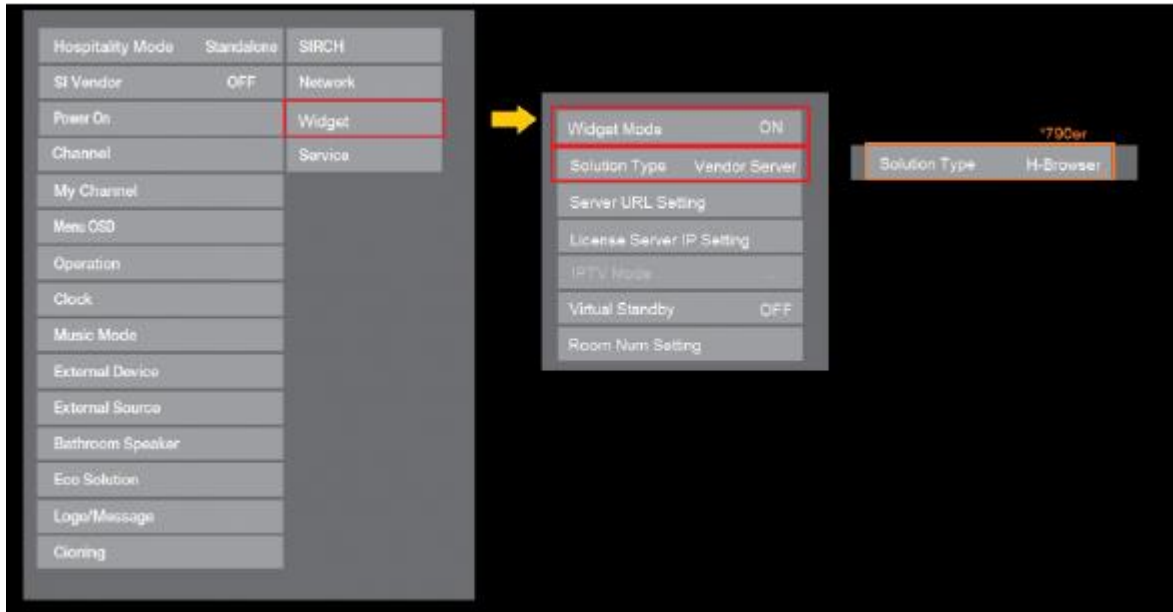 Hospitality Mode Standalone
SI Vendor OFF
Power On
Channel
My Channel
Menu OSD
Operation
Clock
Music Mode
External Device
External Source
Bathroom Speaker
Eco Solution
Logo/Message
Cloning
SIRCH
Network
Widget
Service
Widget Mode ON
Solution Type Vendor Server
Server URL Setting
License Server IP Setting
IPTV Mode
Virtual Standby OFF
Room Num Setting
*790er
Solution Type H-Browser